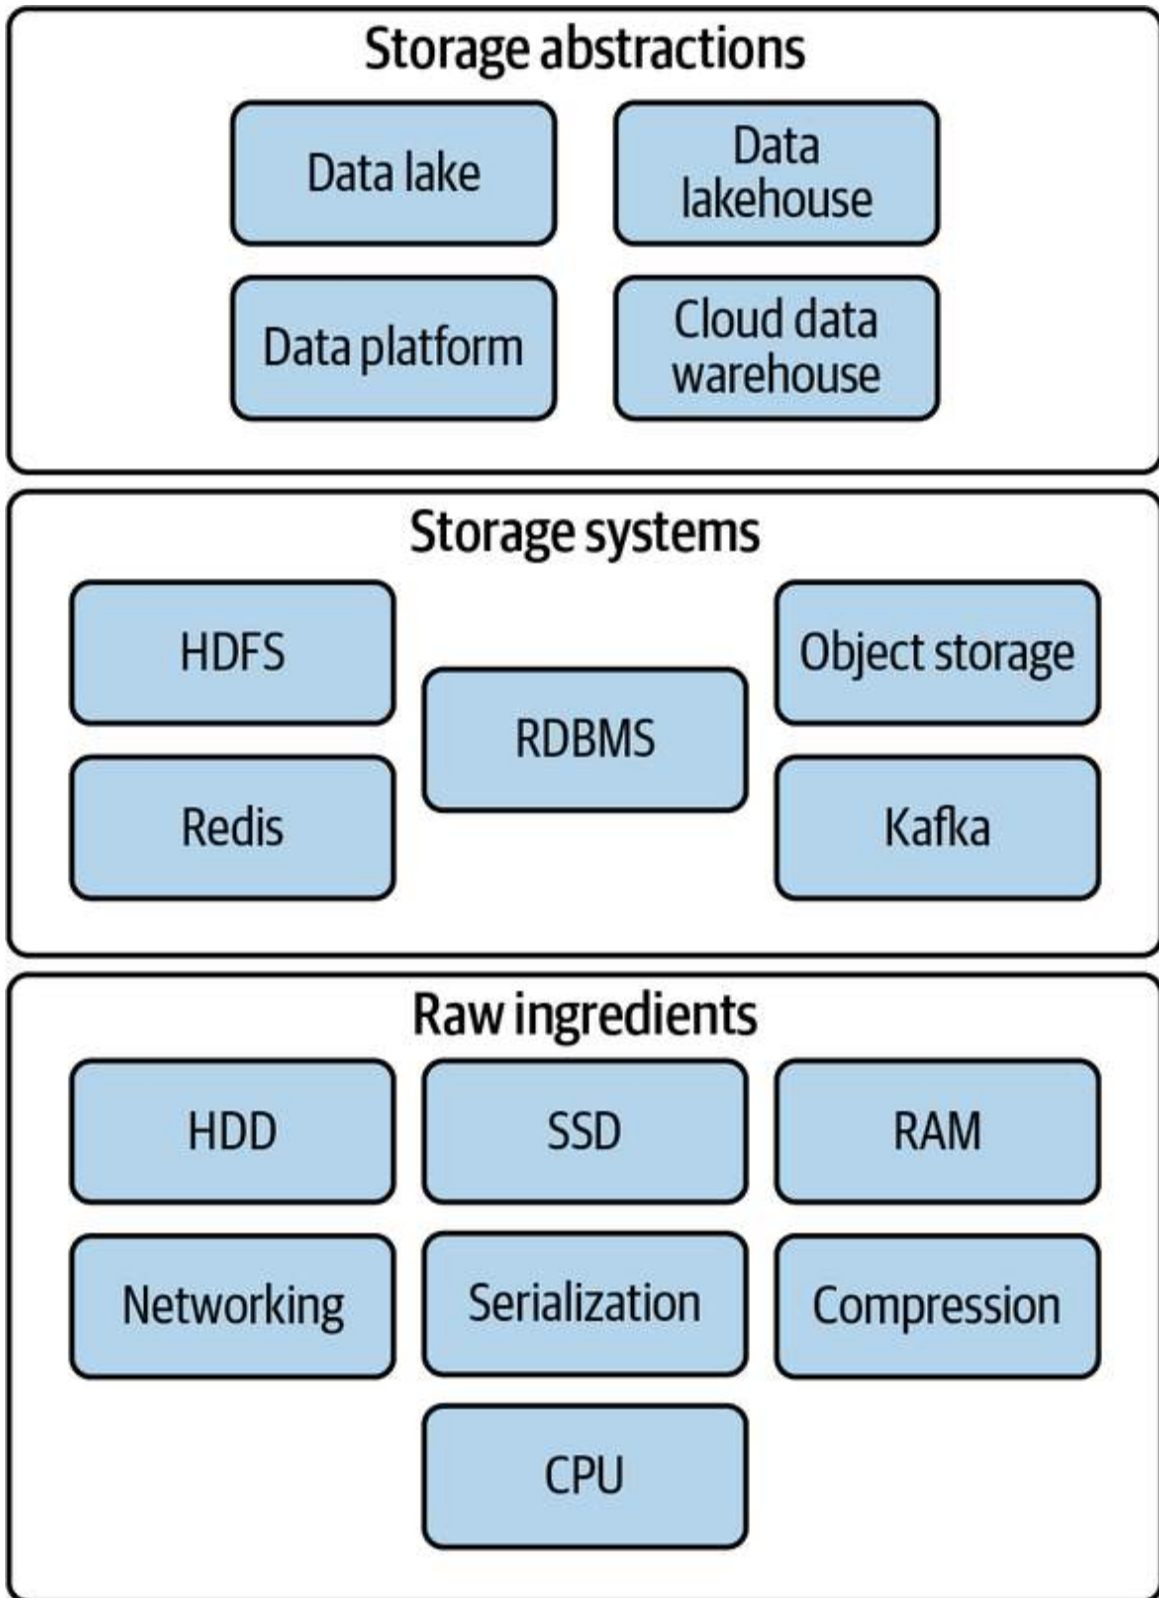 Storage abstractions
Data lake
Data
lakehouse
Data platform
Cloud data
warehouse
Storage systems
HDFS
Object storage
RDBMS
Redis
Kafka
Raw ingredients
HDD
SSD
RAM
Networking
Serialization
Compression
CPU